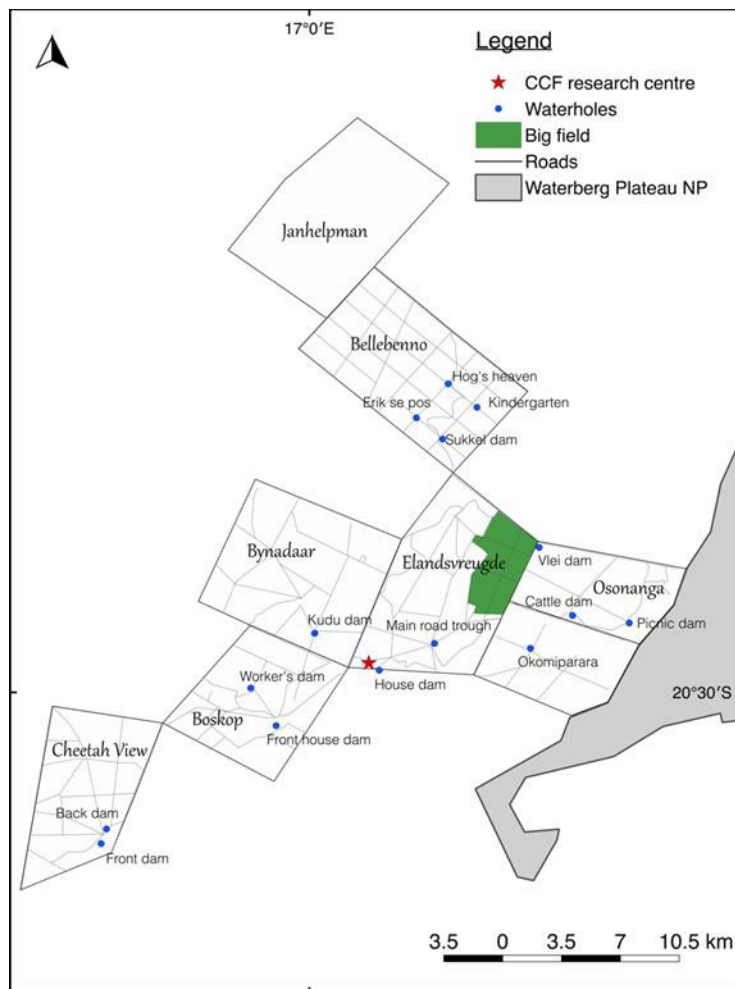 17°0′E
Legend
CCF research centre
Waterholes
Big field
Roads
Waterberg Plateau NP
Janhelpman
Bellebenno
Hog's heaven
Erik se pos
Kindergarten
Sukkel dam
Bynadaar
Elandsvreugde
Vlei dam
Osonanga
Cattle dam
Kudu dam
Main road trough
Picnic dam
Okomiparara
Worker's dam
House dam
20°30′S
Boskop
Front house dam
Cheetah View
Back dam
Front dam
3.5 0 3.5 7 10.5 km